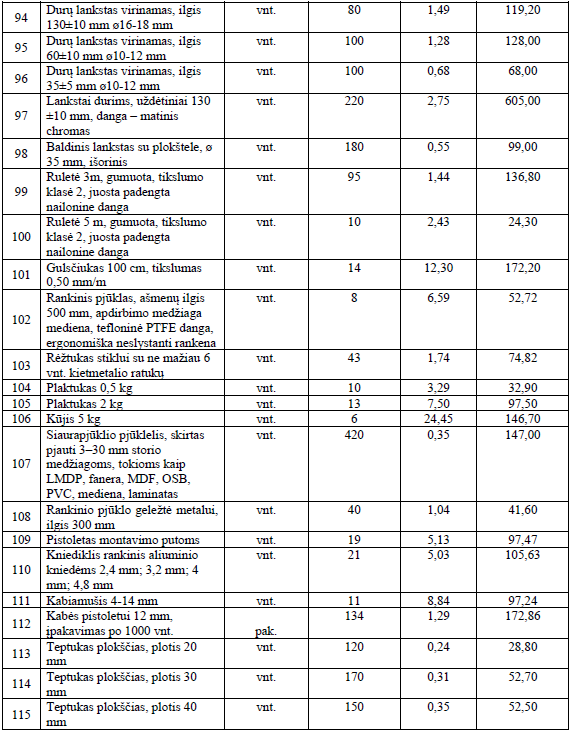 94 Durų lankstas virinamas, ilgis vnt. 80 1,49 119,20
130±10 mm ø16-18 mm
95 Durų lankstas virinamas, ilgis vnt. 100 1,28 128,00
60±10 mm ø10-12 mm
96 Durų lankstas virinamas, ilgis vnt. 100 0,68 68,00
35±5 mm ø10-12 mm
97 Lankstai durims, uždėtiniai 130 vnt. 220 2,75 605,00
±10 mm, danga – matinis
chromas
98 Baldinis lankstas su plokštele, ø vnt. 180 0,55 99,00
35 mm, išorinis
99 Ruletė 3m, gumuota, tikslumo vnt. 95 1,44 136,80
klasė 2, juosta padengta
nailonine danga
100 Ruletė 5 m, gumuota, tikslumo vnt. 10 2,43 24,30
klasė 2, juosta padengta
nailonine danga
101 Gulsčiukas 100 cm, tikslumas vnt. 14 12,30 172,20
0,50 mm/m
102 Rankinis pjūklas, ašmenų ilgis vnt. 8 6,59 52,72
500 mm, apdirbimo medžiaga
mediena, tefloninė PTFE danga,
ergonomiška neslystanti rankena
103 Rėžtukas stiklui su ne mažiau 6 vnt. 43 1,74 74,82
vnt. kietmetalio ratukų
104 Plaktukas 0,5 kg vnt. 10 3,29 32,90
105 Plaktukas 2 kg vnt. 13 7,50 97,50
106 Kūjis 5 kg vnt. 6 24,45 146,70
107 Siaurapjūklio pjūklelis, skirtas vnt. 420 0,35 147,00
pjauti 3–30 mm storio
medžiagoms, tokioms kaip
LMDP, fanera, MDF, OSB,
PVC, mediena, laminatas
108 Rankinio pjūklo geležtė metalui, vnt. 40 1,04 41,60
ilgis 300 mm
109 Pistoletas montavimo putoms vnt. 19 5,13 97,47
110 Kniediklis rankinis aliuminio vnt. 21 5,03 105,63
kniedėms 2,4 mm; 3,2 mm; 4
mm; 4,8 mm
111 Kabiamušis 4-14 mm vnt. 11 8,84 97,24
112 Kabės pistoletui 12 mm, 134 1,29 172,86
įpakavimas po 1000 vnt. pak.
113 Teptukas plokščias, plotis 20 vnt. 120 0,24 28,80
mm
114 Teptukas plokščias, plotis 30 vnt. 170 0,31 52,70
mm
115 Teptukas plokščias, plotis 40 vnt. 150 0,35 52,50
mm